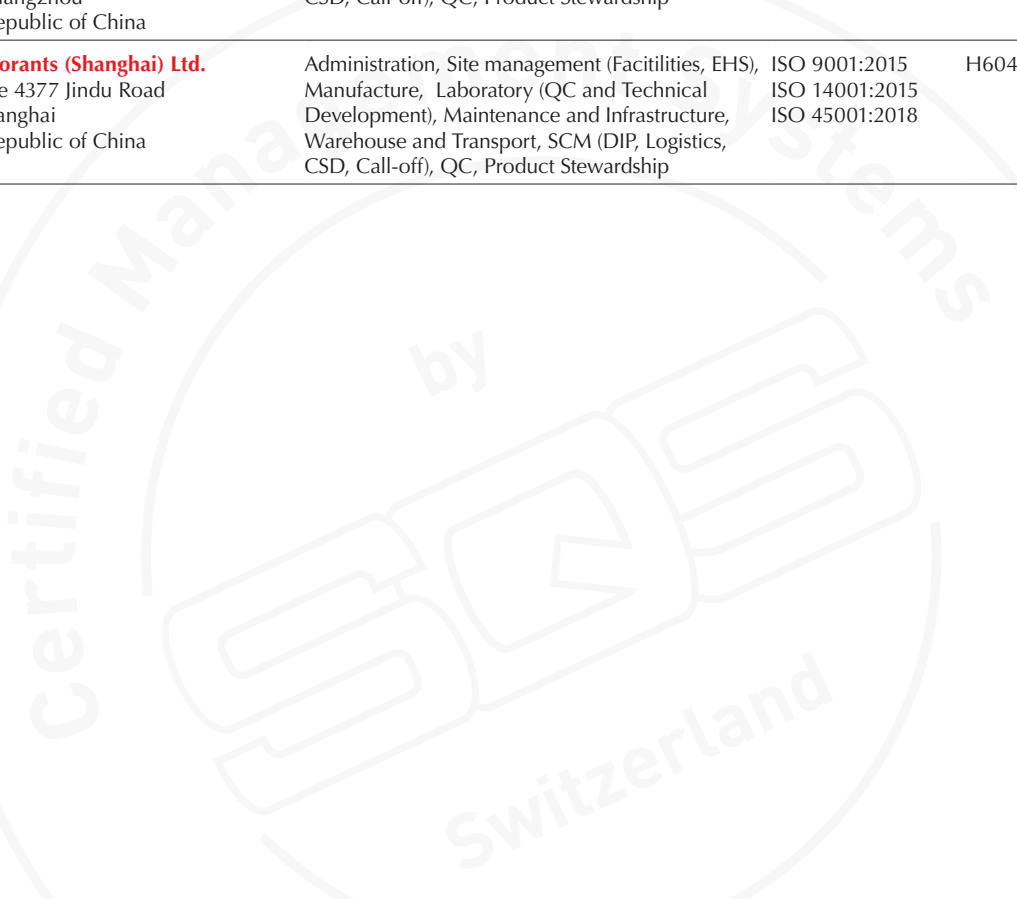 CSD, Call-off), QC, Product Stewardship
epublic of China
orants (Shanghai) Ltd.
e 4377 Jindu Road
anghai
epublic of China
Administration, Site management (Facitilities, EHS),
Manufacture, Laboratory (QC and Technical
Development), Maintenance and Infrastructure,
Warehouse and Transport, SCM (DIP, Logistics,
CSD, Call-off), QC, Product Stewardship
ISO 9001:2015
ISO 14001:2015
ISO 45001:2018
H604
Certified Management Systems
by
SQS
Switzerland